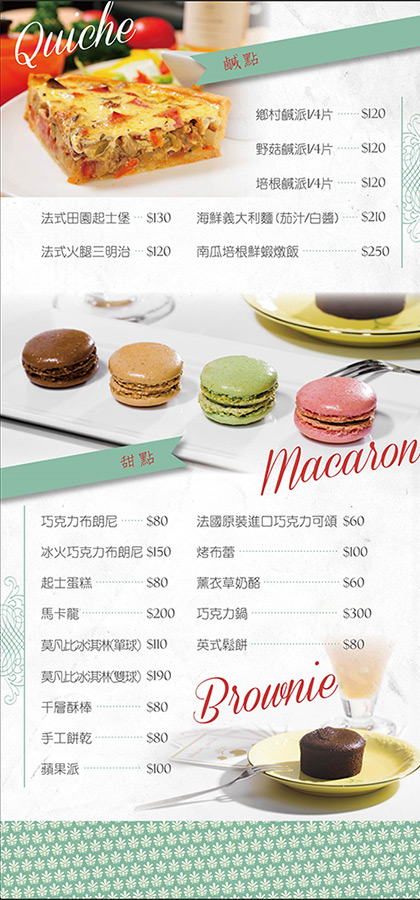 Quiche
鹹點
鄉村鹹派1/4片 $120
野菇鹹派1/4片 $120
培根鹹派1/4片 $120
法式田園起士堡 $130
海鮮義大利麵(茄汁/白醬) $210
法式火腿三明治 $120
南瓜培根鮮蝦燉飯 $250
甜點
Macaron
巧克力布朗尼 $80
法國原裝進口巧克力可頌 $60
冰火巧克力布朗尼 $150
烤布蕾 $100
起士蛋糕 $80
薰衣草奶酪 $60
馬卡龍 $200
巧克力鍋 $300
莫凡比冰淇淋(單球) $110
英式鬆餅 $80
莫凡比冰淇淋(雙球) $190
千層酥棒 $80
手工餅乾 $80
蘋果派 $100
Brownie